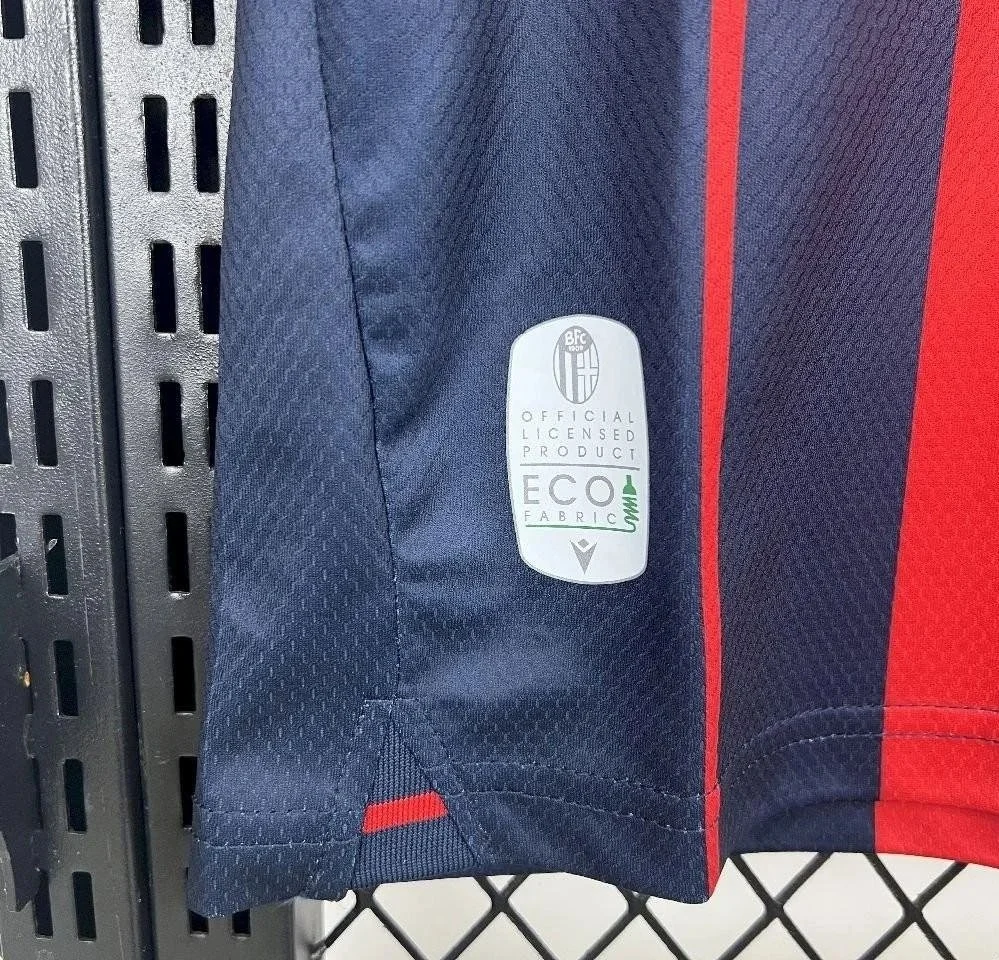 BFC
1909
OFFICIAL
LICENSED
PRODUCT
ECO
FABRIC